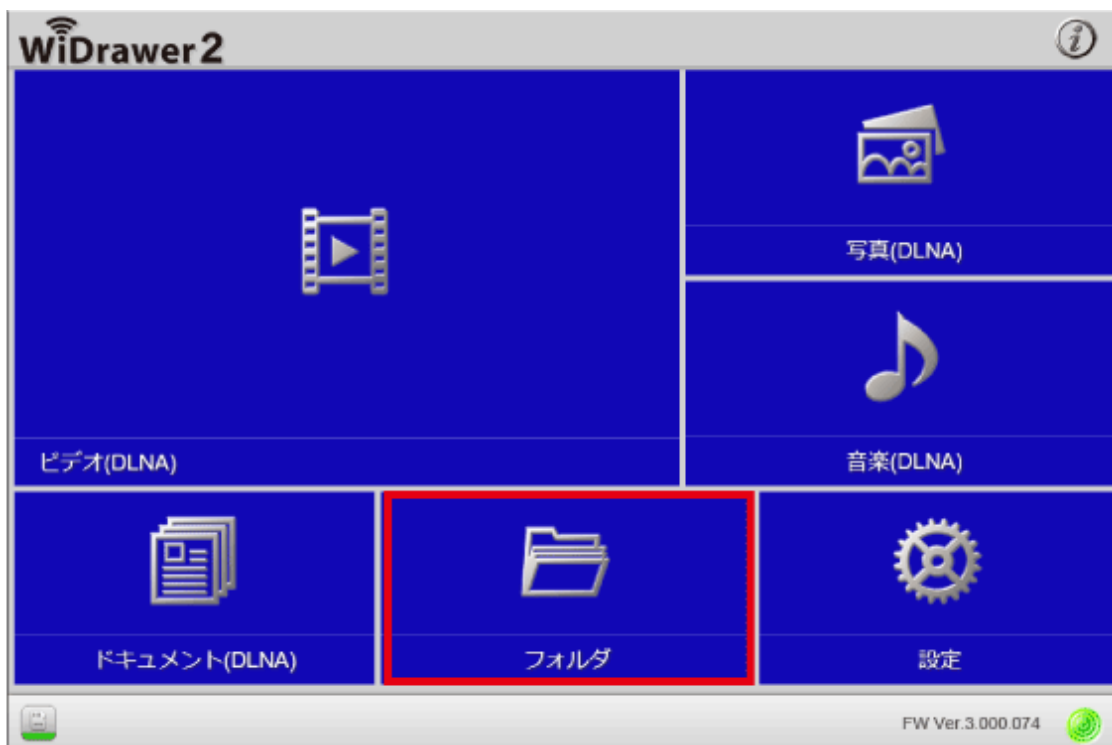 WiDrawer2
写真(DLNA)
ビデオ(DLNA)
音楽(DLNA)
ドキュメント(DLNA)
フォルダ
設定
FW Ver.3.000.074